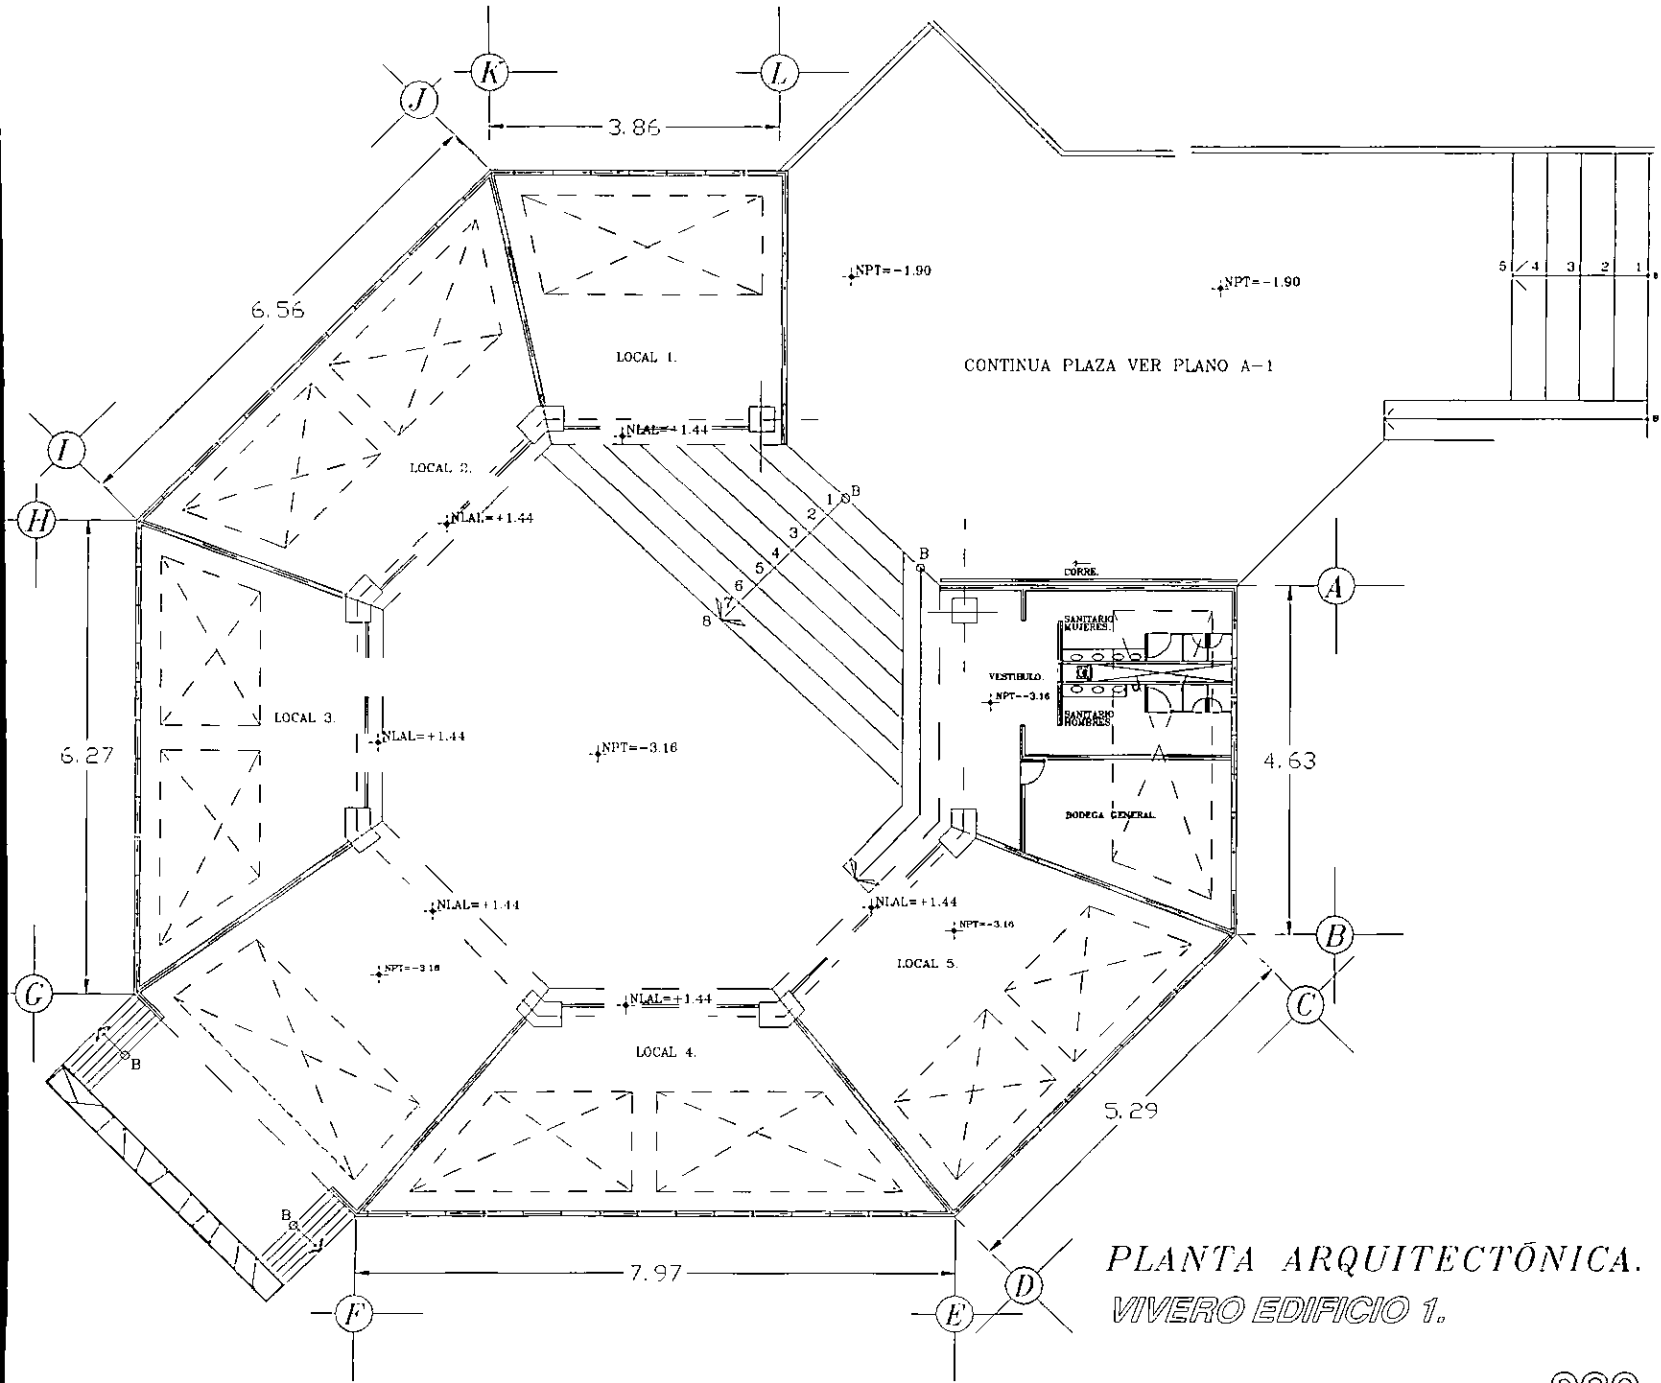 K
L
J
3.86
NPT=-1.90
NPT=-1.90
5 4 3 2 1
6.56
LOCAL 1.
CONTINUA PLAZA VER PLANO A-1
NLAL=+1.44
I
LOCAL 2.
B
1
2
3
4
5
6
7
8
H
NLAL=+1.44
B
CORRE.
A
SANITARIO
MUJERES.
VESTIBULO.
NPT=-3.16
SANITARIO
HOMBRES
LOCAL 3.
NLAL=+1.44
NPT=-3.16
6.27
4.63
BODEGA GENERAL.
NLAL=+1.44
NLAL=+1.44
NPT=-3.16
B
LOCAL 5.
NPT=-3.16
G
NLAL=+1.44
C
B
LOCAL 4.
5.29
B
7.97
D
F
E
PLANTA ARQUITECTÓNICA.
VIVERO EDIFICIO 1.